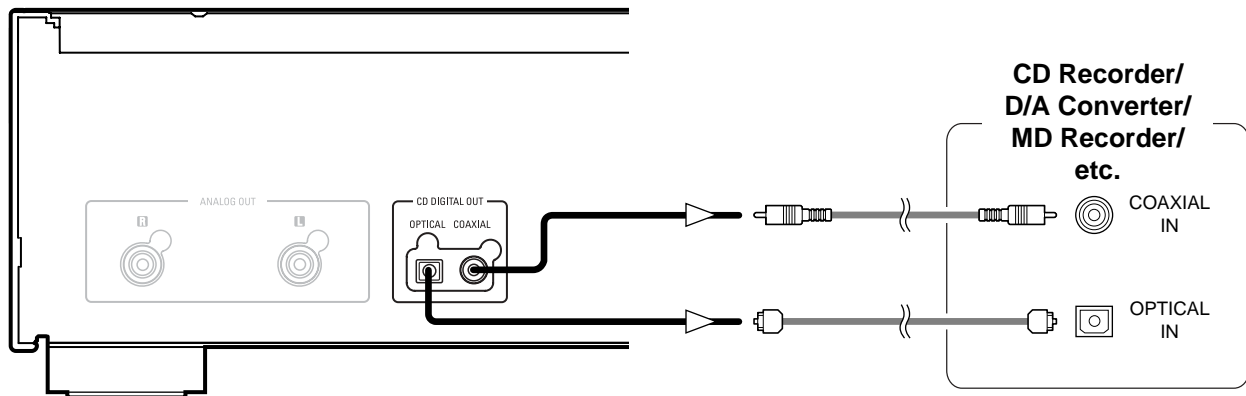 CD Recorder/
D/A Converter/
MD Recorder/
etc.
ANALOG OUT
R
L
CD DIGITAL OUT
OPTICAL COAXIAL
COAXIAL
IN
OPTICAL
IN